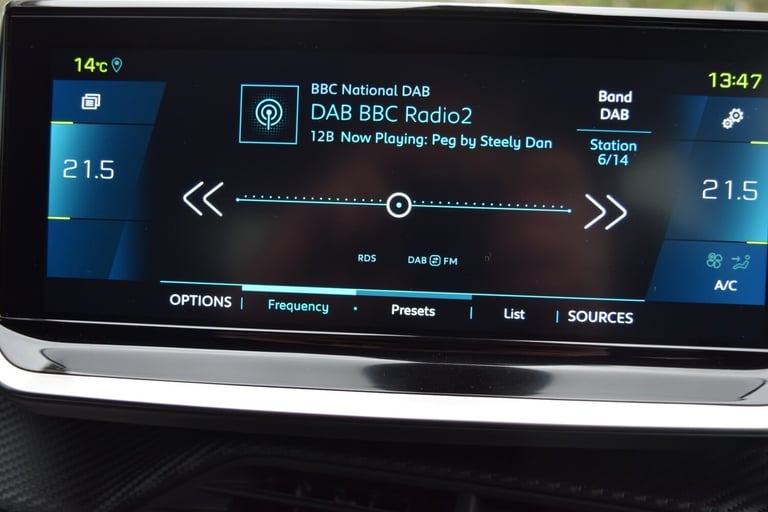 14°C
13:47
BBC National DAB
DAB BBC Radio2
12B Now Playing: Peg by Steely Dan
Band
DAB
Station
6/14
21.5
21.5
RDS
DAB FM
A/C
OPTIONS
Frequency
Presets
List
SOURCES